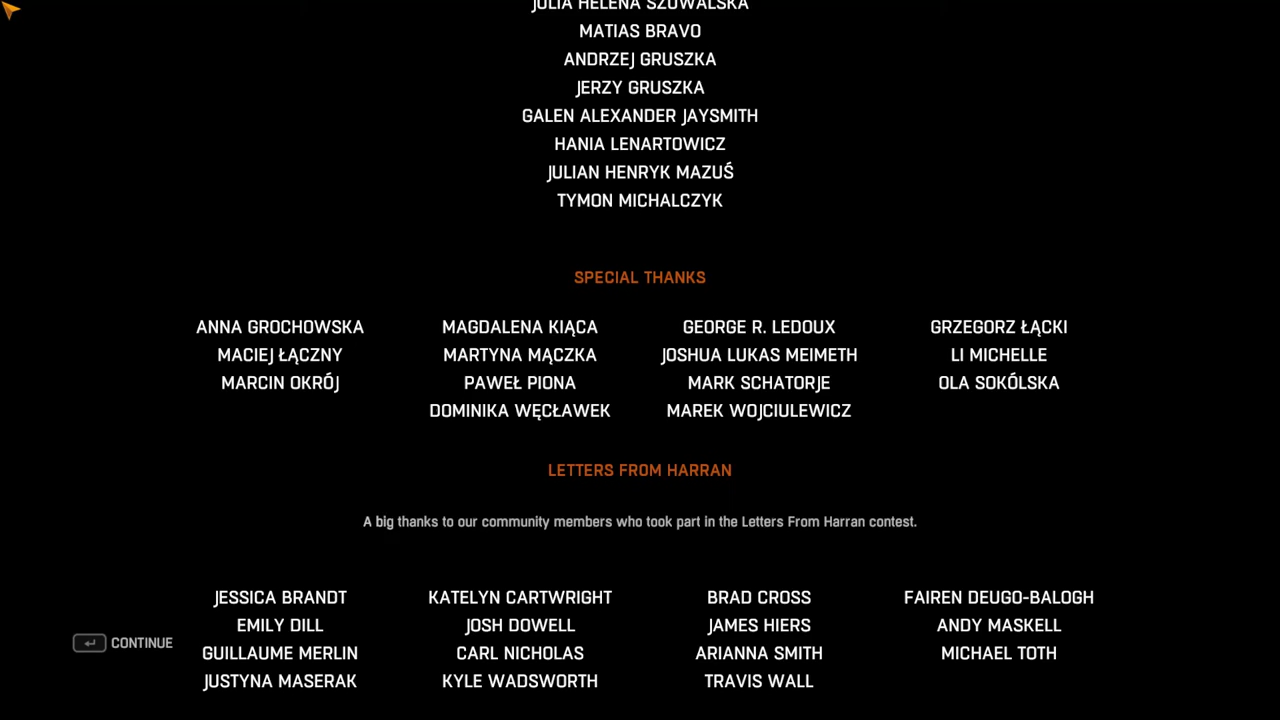 JULIA HELENA SZUWALSKA
MATIAS BRAVO
ANDRZEJ GRUSZKA
JERZY GRUSZKA
GALEN ALEXANDER JAYSMITH
HANIA LENARTOWICZ
JULIAN HENRYK MAZUŚ
TYMON MICHALCZYK
SPECIAL THANKS
ANNA GROCHOWSKA MAGDALENA KIĄCA GEORGE R. LEDOUX GRZEGORZ ŁĄCKI
MACIEJ ŁĄCZNY MARTYNA MĄCZKA JOSHUA LUKAS MEIMETH LI MICHELLE
MARCIN OKRÓJ PAWEŁ PIONA MARK SCHATORJE OLA SOKÓLSKA
DOMINIKA WĘCŁAWEK MAREK WOJCIULEWICZ
LETTERS FROM HARRAN
A big thanks to our community members who took part in the Letters From Harran contest.
JESSICA BRANDT KATELYN CARTWRIGHT BRAD CROSS FAIREN DEUGO-BALOGH
EMILY DILL JOSH DOWELL JAMES HIERS ANDY MASKELL
CONTINUE
GUILLAUME MERLIN CARL NICHOLAS ARIANNA SMITH MICHAEL TOTH
JUSTYNA MASERAK KYLE WADSWORTH TRAVIS WALL